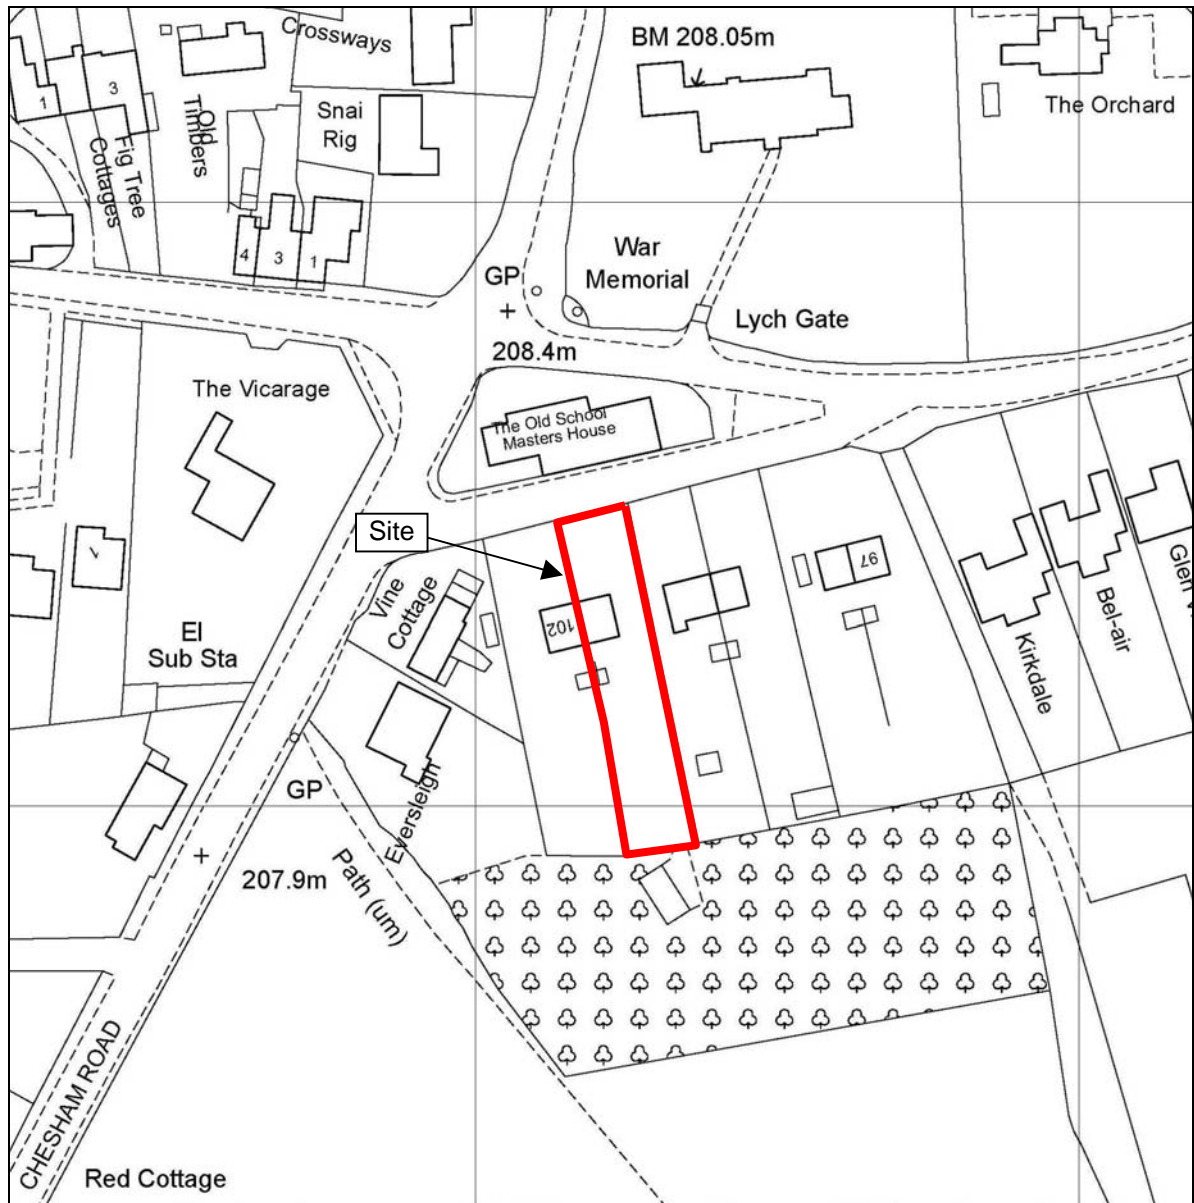 Crossways
BM 208.05m
1
3
The Orchard
Old
Timbers
Snai
Rig
Fig Tree
Cottages
4
3
1
War
Memorial
GP
Lych Gate
208.4m
The Vicarage
The Old School
Masters House
Site
1
97
Vine
Cottage
102
El
Sub Sta
Glen
Bel-air
Kirkdale
GP
Eversleigh
207.9m
Path (um)
CHESHAM ROAD
Red Cottage